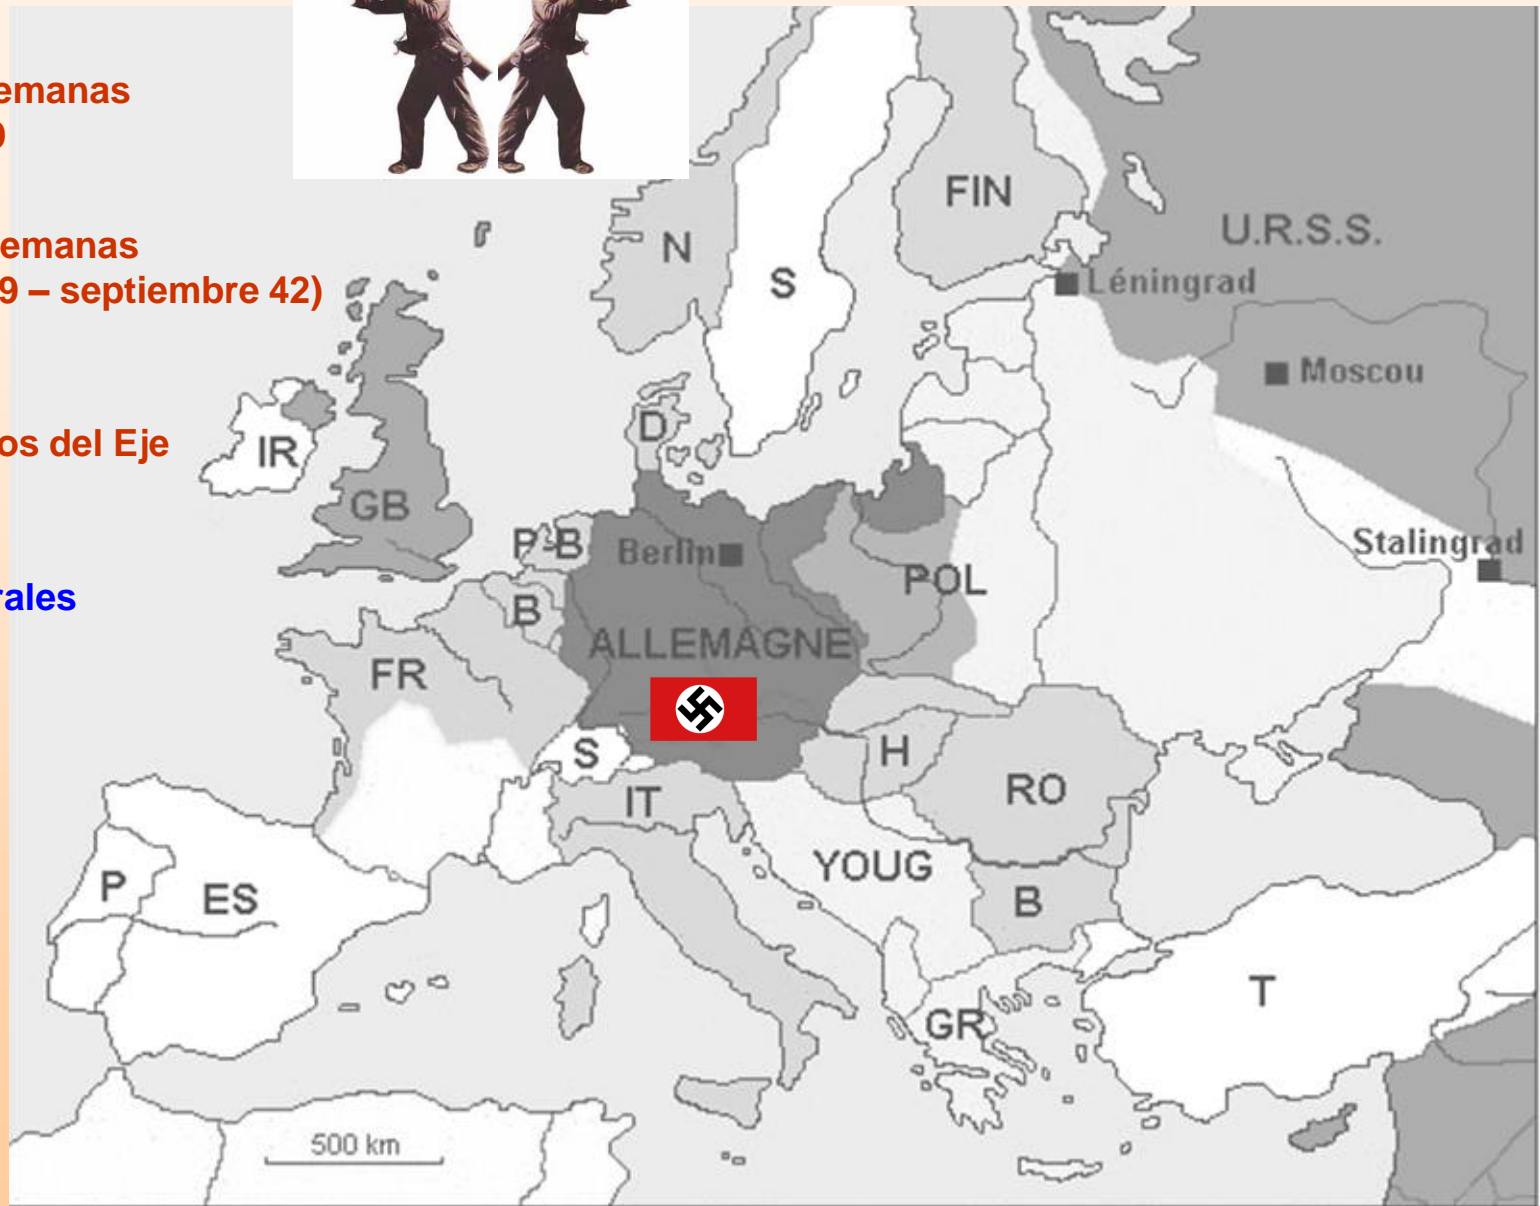 emanas
emanas
9 – septiembre 42)
os del Eje
rales
FIN
N
S
U.R.S.S.
Léningrad
Moscou
D
IR
GB
P-B
Berlin
Stalingrad
POL
B
ALLEMAGNE
FR
S
H
IT
RO
YOUG
P
ES
B
T
GR
500 km